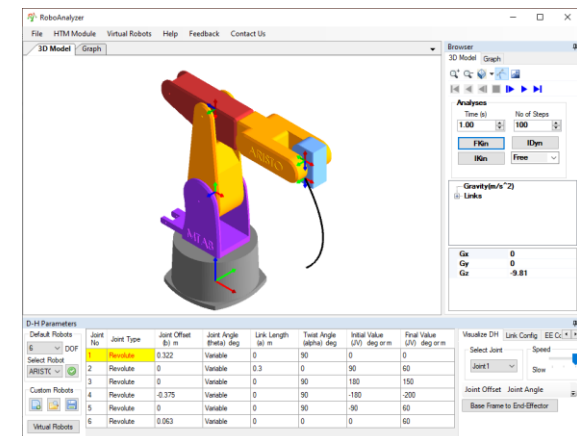 RoboAnalyzer
File HTM Module Virtual Robots Help Feedback Contact Us
3D Model Graph
Browser
3D Model Graph
Analyses
Time (s) No of Steps
1.00 100
FKin IDyn
IKin Free
Gravity(m/s^2)
Links
Gx 0
Gy 0
Gz -9.81
ARISTO
MTAB
D-H Parameters
Default Robots
6 DOF
Select Robot
ARISTC
Custom Robots
Virtual Robots
Joint No Joint Type Joint Offset (b) m Joint Angle (theta) deg Link Length (a) m Twist Angle (alpha) deg Initial Value (JV) deg or m Final Value (JV) deg or m
1 Revolute 0.322 Variable 0 90 0 0
2 Revolute 0 Variable 0.3 0 90 60
3 Revolute 0 Variable 0 90 180 150
4 Revolute -0.375 Variable 0 90 -180 -200
5 Revolute 0 Variable 0 90 -90 60
6 Revolute 0.063 Variable 0 0 0 60
Visualize DH Link Config EE Cc
Select Joint Speed
Joint1 Slow
Joint Offset Joint Angle
Base Frame to End-Effector